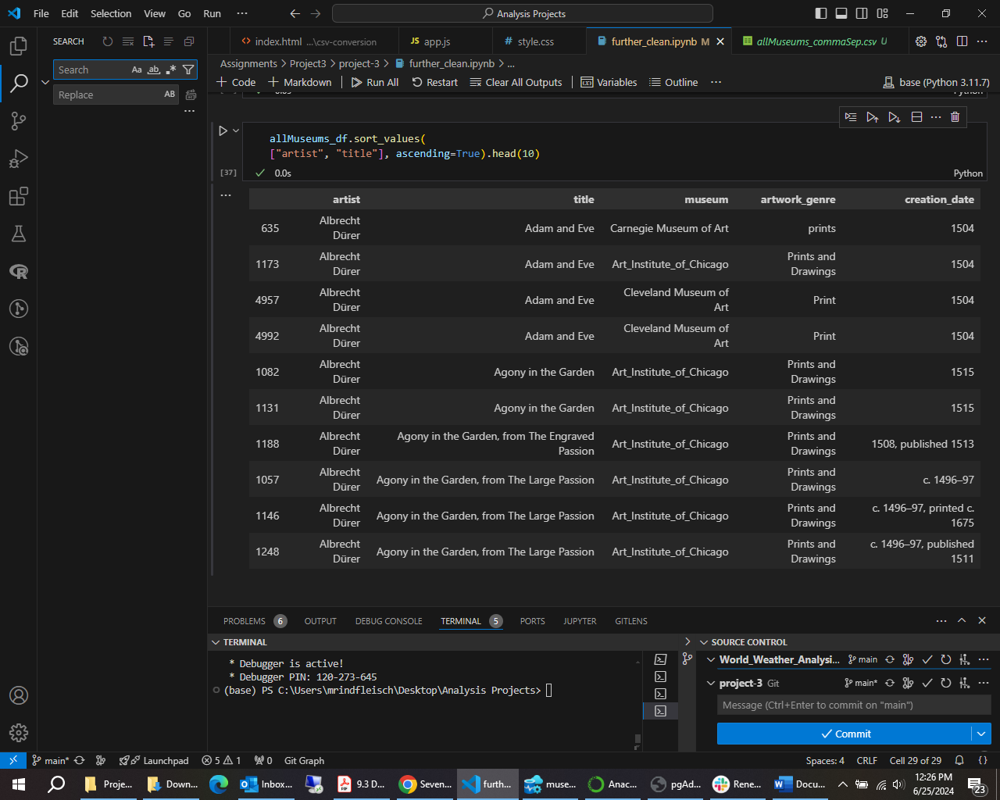 File Edit Selection View Go Run ··· Analysis Projects
SEARCH
Search Aa ab
Replace AB
index.html ...\csv-conversion app.js style.css further_clean.ipynb M allMuseums_commaSep.csv U
Assignments > Project3 > project-3 > further_clean.ipynb > ...
+ Code + Markdown Run All Restart Clear All Outputs Variables Outline ··· base (Python 3.11.7)
allMuseums_df.sort_values(
["artist", "title"], ascending=True).head(10)
[37] 0.0s Python
artist title museum artwork_genre creation_date
635 Albrecht Dürer Adam and Eve Carnegie Museum of Art prints 1504
1173 Albrecht Dürer Adam and Eve Art_Institute_of_Chicago Prints and Drawings 1504
4957 Albrecht Dürer Adam and Eve Cleveland Museum of Art Print 1504
4992 Albrecht Dürer Adam and Eve Cleveland Museum of Art Print 1504
1082 Albrecht Dürer Agony in the Garden Art_Institute_of_Chicago Prints and Drawings 1515
1131 Albrecht Dürer Agony in the Garden Art_Institute_of_Chicago Prints and Drawings 1515
1188 Albrecht Dürer Agony in the Garden, from The Engraved Passion Art_Institute_of_Chicago Prints and Drawings 1508, published 1513
1057 Albrecht Dürer Agony in the Garden, from The Large Passion Art_Institute_of_Chicago Prints and Drawings c. 1496–97
1146 Albrecht Dürer Agony in the Garden, from The Large Passion Art_Institute_of_Chicago Prints and Drawings c. 1496–97, printed c. 1675
1248 Albrecht Dürer Agony in the Garden, from The Large Passion Art_Institute_of_Chicago Prints and Drawings c. 1496–97, published 1511
PROBLEMS 6 OUTPUT DEBUG CONSOLE TERMINAL 5 PORTS JUPYTER GITLENS
TERMINAL
* Debugger is active!
* Debugger PIN: 120-273-645
(base) PS C:\Users\mrindfleisch\Desktop\Analysis Projects>
SOURCE CONTROL
World_Weather_Analysi... main
project-3 Git main*
Message (Ctrl+Enter to commit on "main")
Commit
main* Launchpad 5 1 0 Git Graph Spaces: 4 CRLF Cell 29 of 29
Proje... Down... Inbox... 9.3 D... Seven... furth... muse... Anac... pgAd... Rene... Docu... 12:26 PM
6/25/2024
23